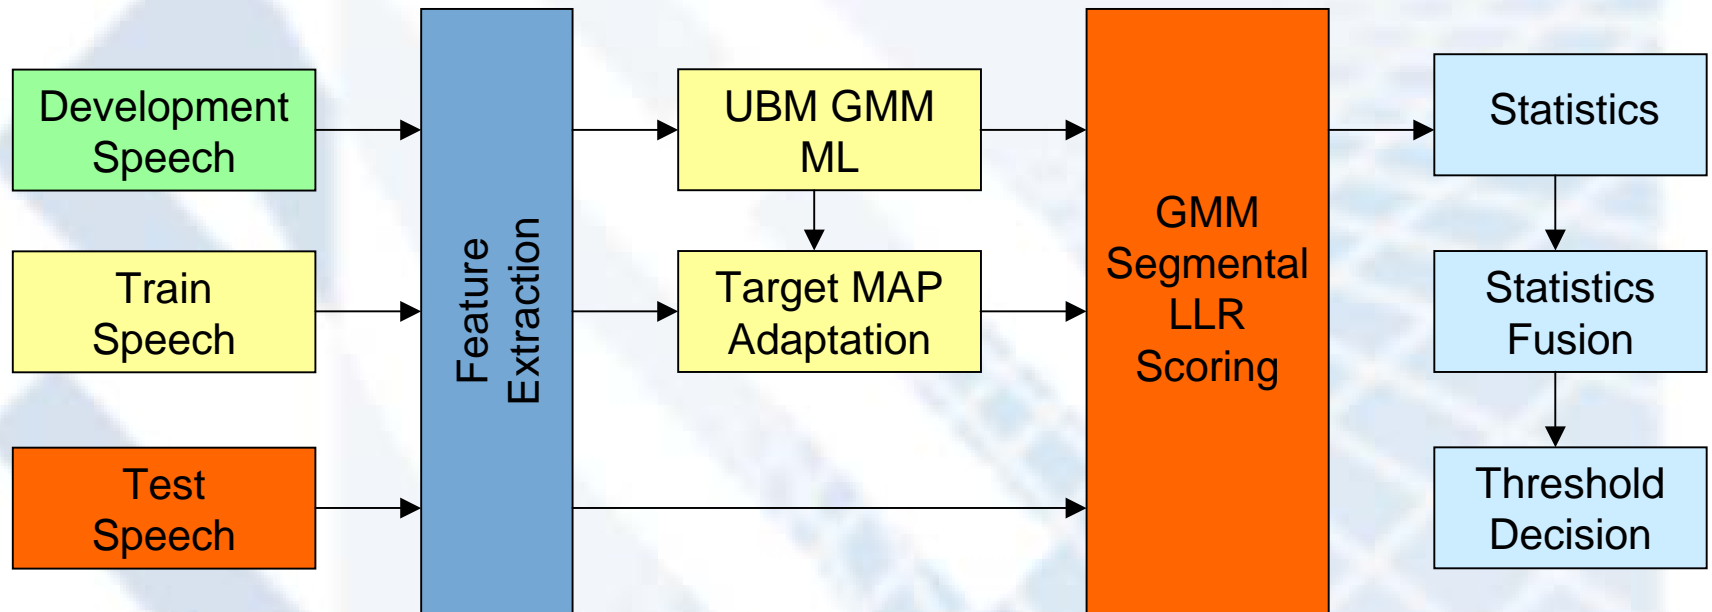 Development
Speech
Train
Speech
Test
Speech
Feature
Extraction
UBM GMM
ML
Target MAP
Adaptation
GMM
Segmental
LLR
Scoring
Statistics
Statistics
Fusion
Threshold
Decision